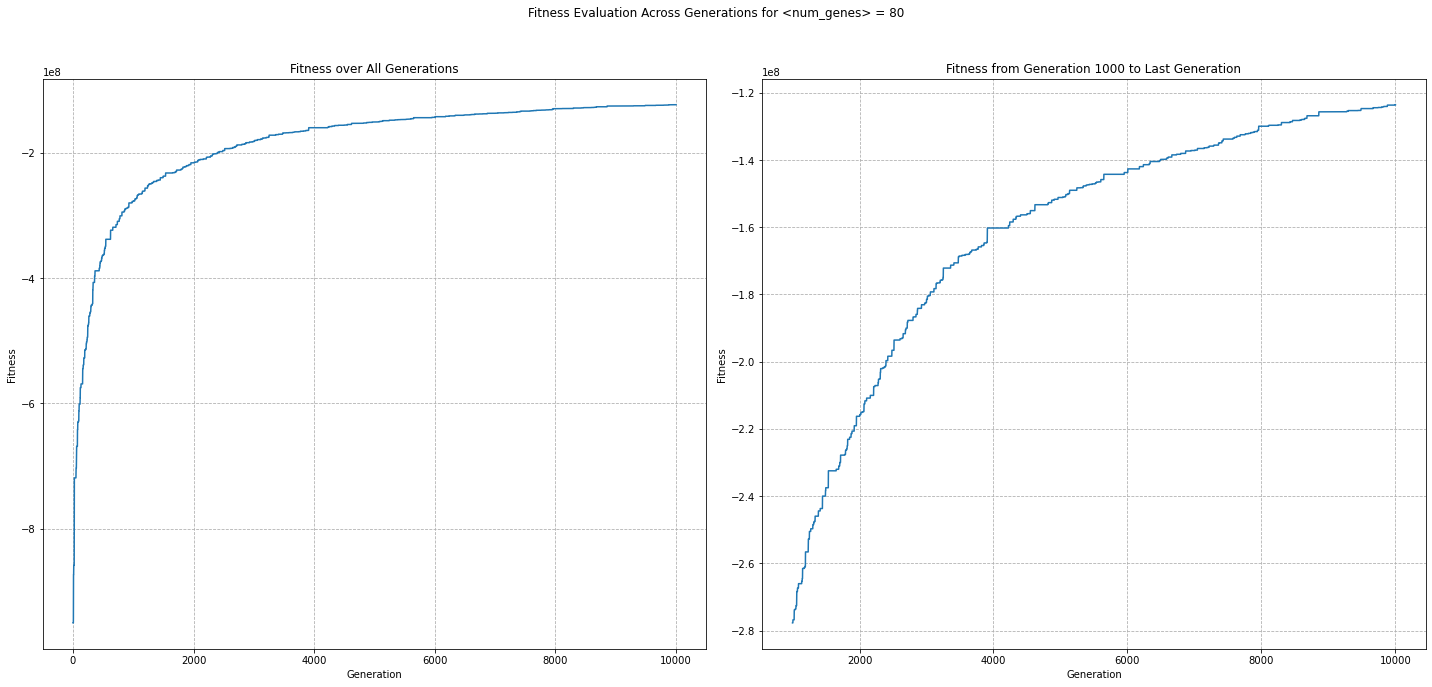 Fitness Evaluation Across Generations for <num_genes> = 80
Fitness over All Generations
1e8
−2
−4
−6
−8
Fitness
0 2000 4000 6000 8000 10000
Generation
Fitness from Generation 1000 to Last Generation
1e8
−1.2
−1.4
−1.6
−1.8
−2.0
−2.2
−2.4
−2.6
−2.8
Fitness
2000 4000 6000 8000 10000
Generation